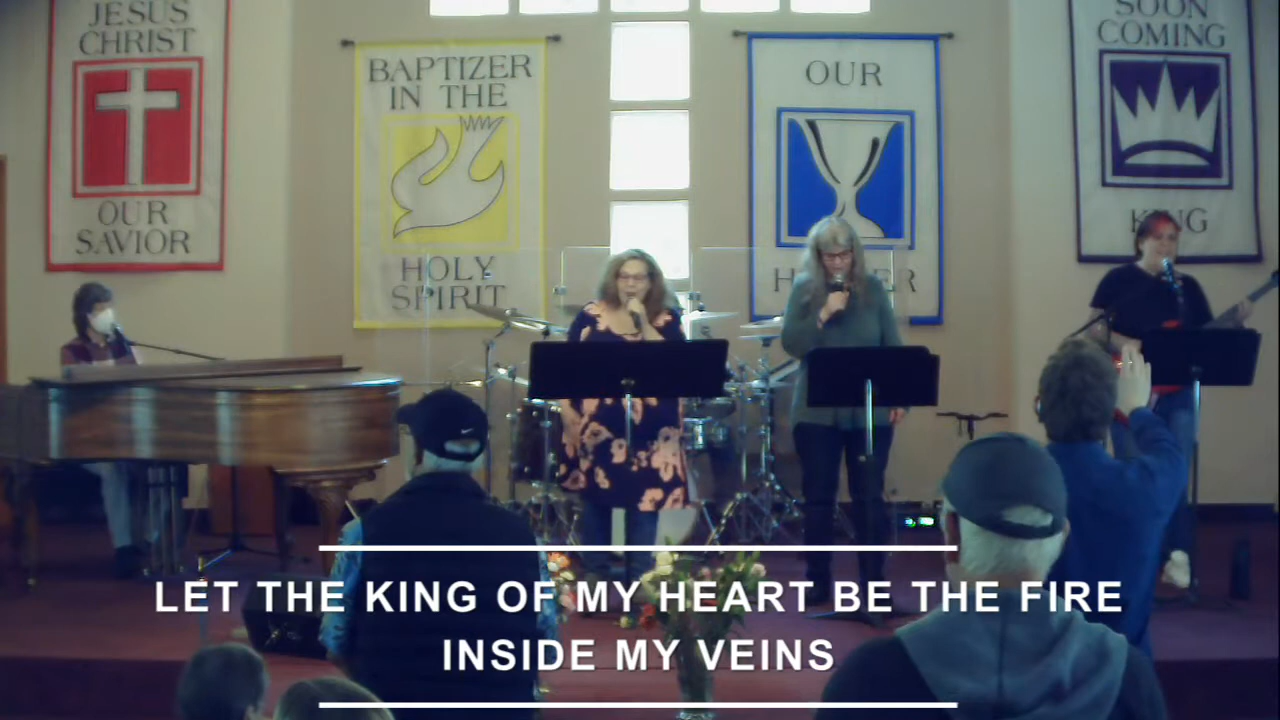 JESUS
CHRIST
OUR
SAVIOR
BAPTIZER
IN THE
HOLY
SPIRIT
OUR
SOON
COMING
KING
LET THE KING OF MY HEART BE THE FIRE
INSIDE MY VEINS